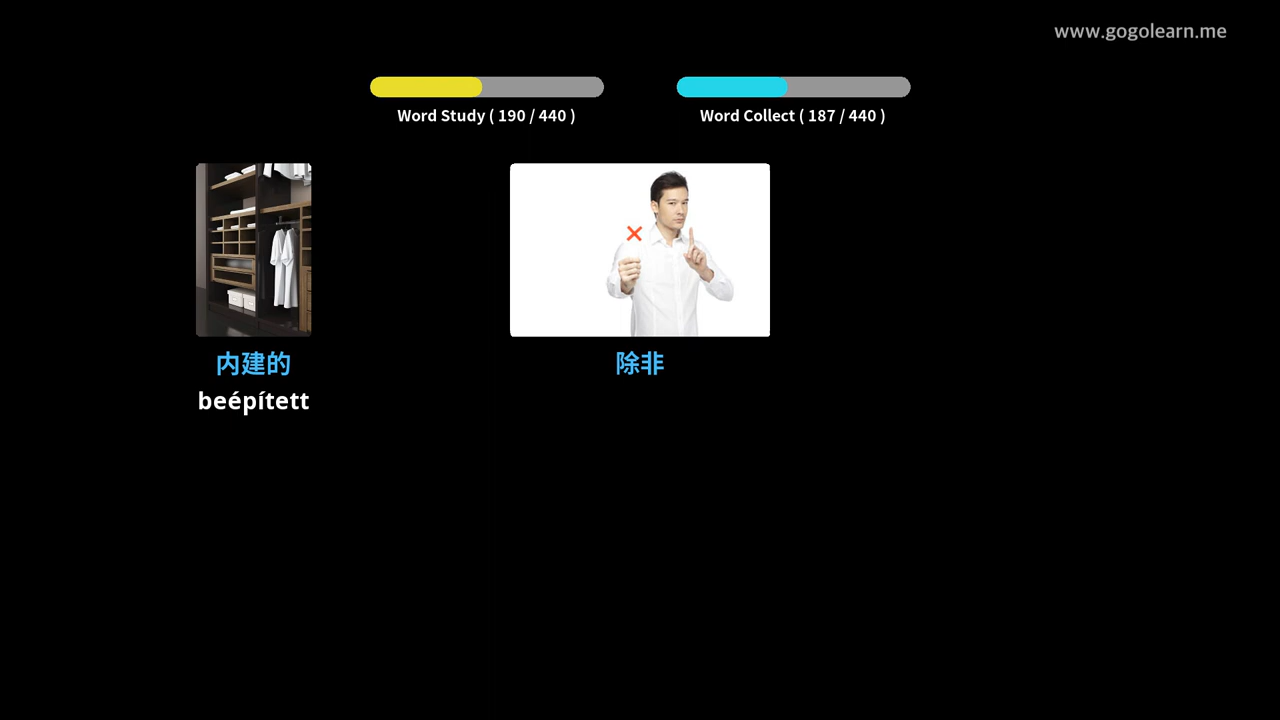 www.gogolearn.me
Word Study ( 190 / 440 )
Word Collect ( 187 / 440 )
内建的
beépített
除非